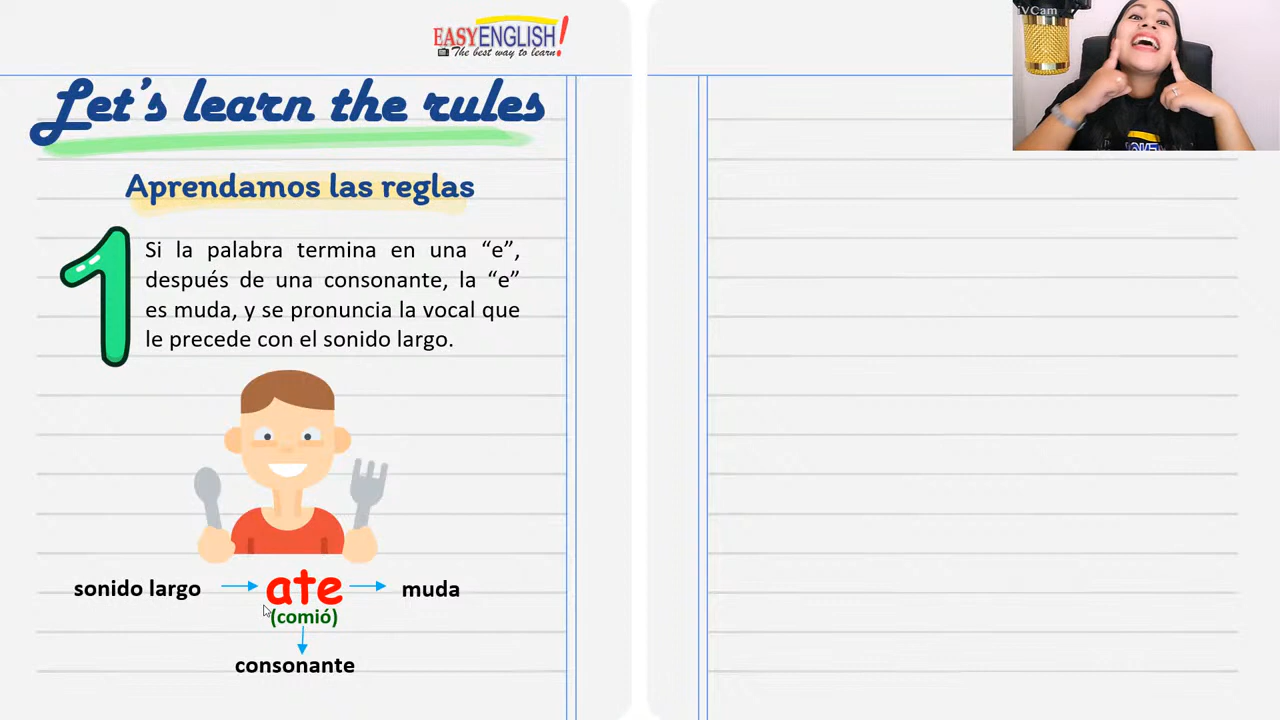 EASYENGLISH!
The best way to learn!
iVCam
Let's learn the rules
Aprendamos las reglas
1
Si la palabra termina en una “e”,
después de una consonante, la “e”
es muda, y se pronuncia la vocal que
le precede con el sonido largo.
sonido largo → ate → muda
(comió)
consonante